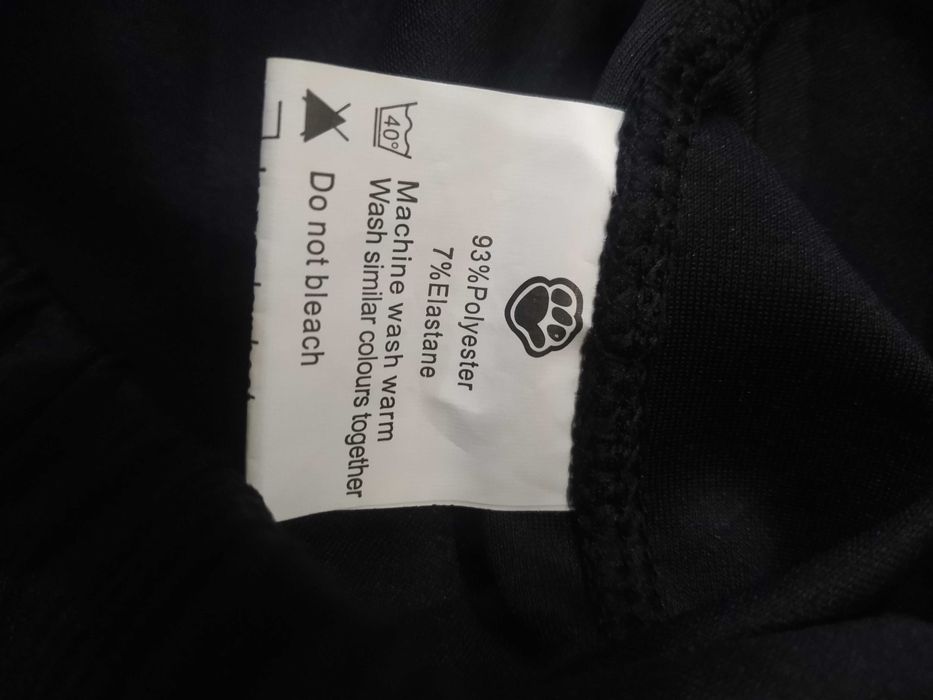 93%Polyester
7%Elastane
40°
Machine wash warm
Wash similar colours together
Do not bleach